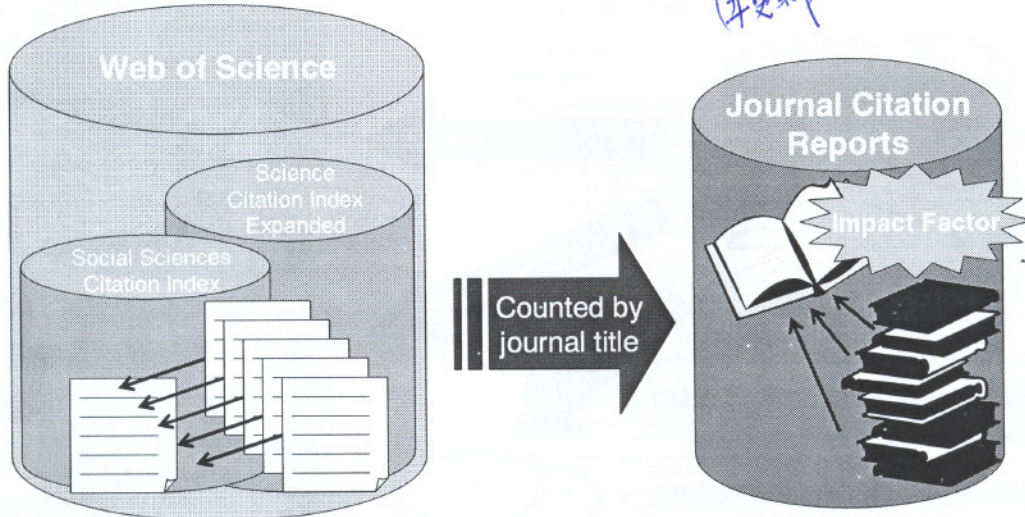 Web of Science
Science
Citation Index
Expanded
Social Sciences
Citation Index
Counted by
journal title
Journal Citation
Reports
Impact Factor